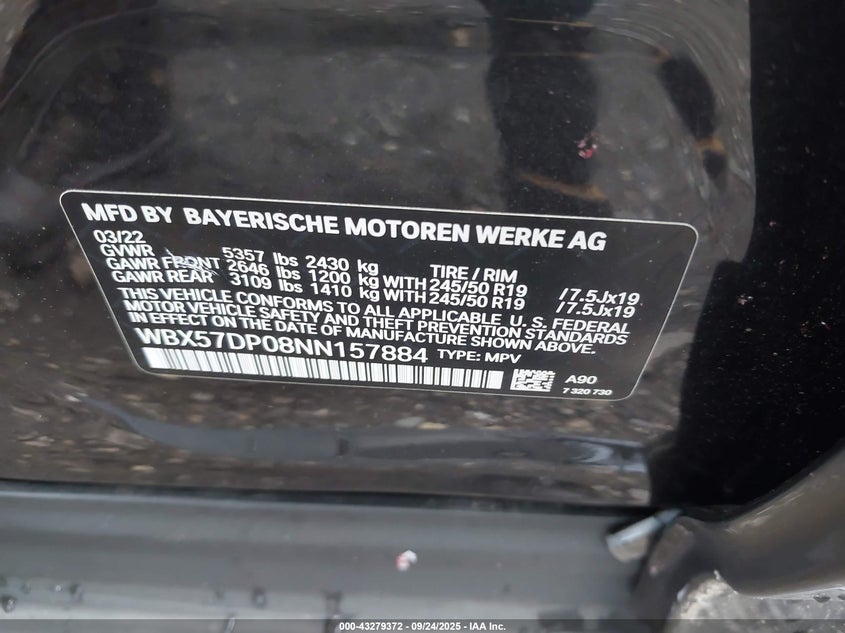 MFD BY BAYERISCHE MOTOREN WERKE AG
03/22
GVWR 5357 lbs 2430 kg TIRE / RIM
GAWR FRONT 2646 lbs 1200 kg WITH 245/50 R19 /7.5Jx19
GAWR REAR 3109 lbs 1410 kg WITH 245/50 R19 /7.5Jx19
THIS VEHICLE CONFORMS TO ALL APPLICABLE U.S. FEDERAL
MOTOR VEHICLE SAFETY AND THEFT PREVENTION STANDARDS
IN EFFECT ON THE DATE OF MANUFACTURE SHOWN ABOVE.
WBX57DP08NN157884 TYPE: MPV
A90
7 320 730
000-43279372 - 09/24/2025 - IAA Inc.